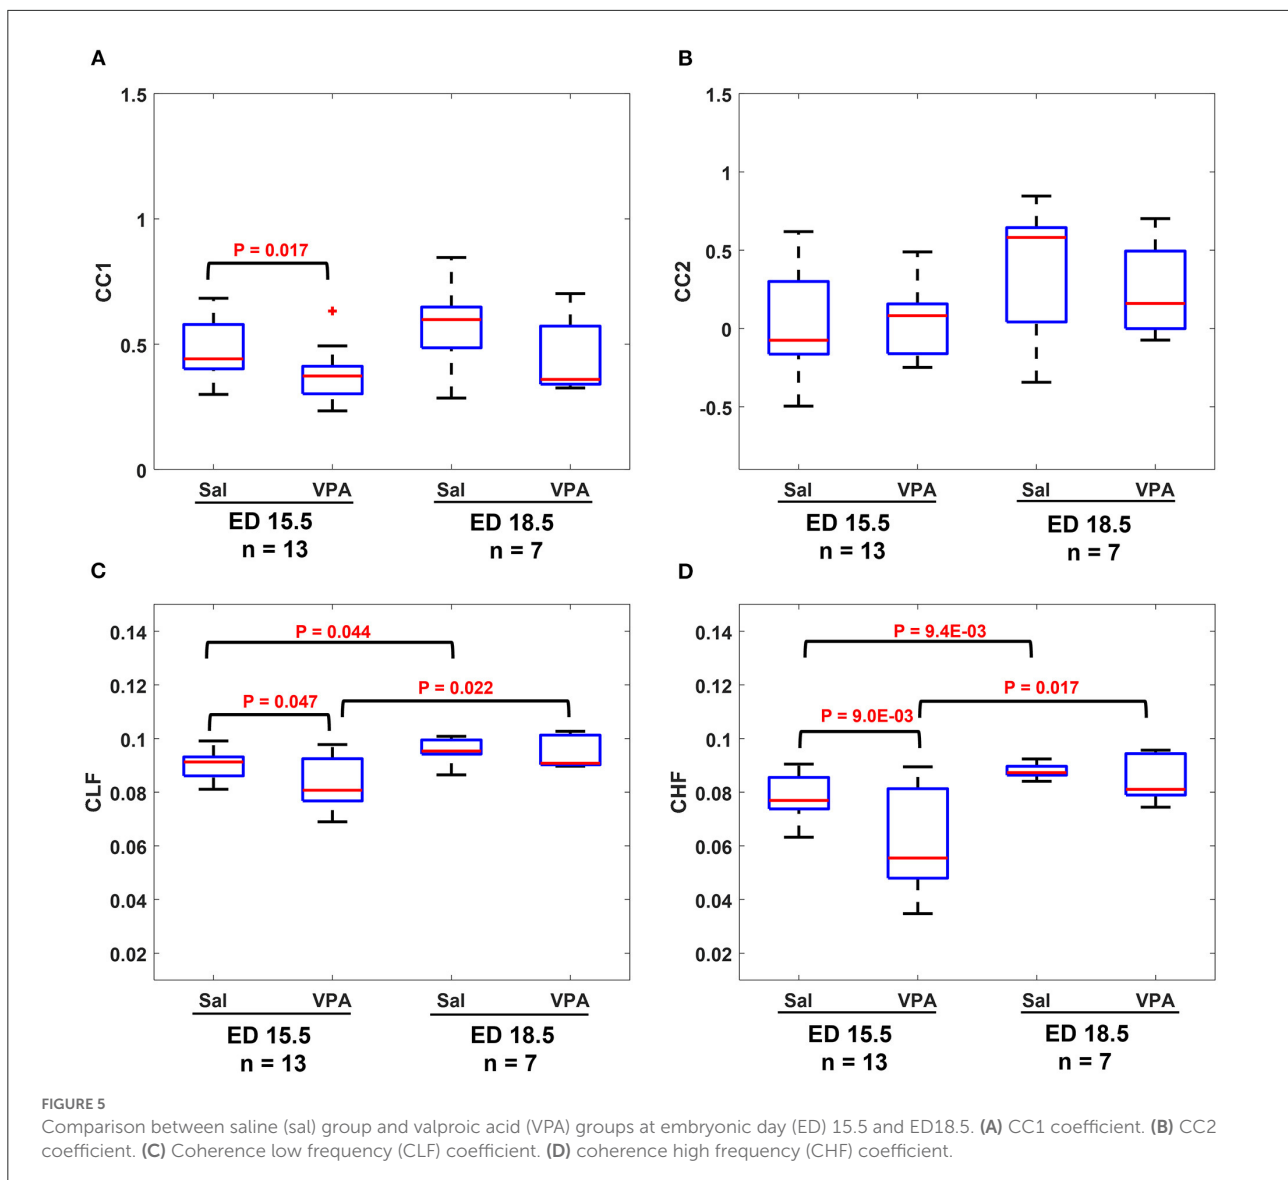 A
1.5
1
0.5
0
CC1
P = 0.017
Sal VPA Sal VPA
ED 15.5 ED 18.5
n = 13 n = 7
B
1.5
1
0.5
0
-0.5
CC2
Sal VPA Sal VPA
ED 15.5 ED 18.5
n = 13 n = 7
C
0.14
0.12
0.1
0.08
0.06
0.04
0.02
CLF
P = 0.044
P = 0.022
P = 0.047
Sal VPA Sal VPA
ED 15.5 ED 18.5
n = 13 n = 7
D
0.14
0.12
0.1
0.08
0.06
0.04
0.02
CHF
P = 9.4E-03
P = 0.017
P = 9.0E-03
Sal VPA Sal VPA
ED 15.5 ED 18.5
n = 13 n = 7
FIGURE 5
Comparison between saline (sal) group and valproic acid (VPA) groups at embryonic day (ED) 15.5 and ED18.5. (A) CC1 coefficient. (B) CC2
coefficient. (C) Coherence low frequency (CLF) coefficient. (D) coherence high frequency (CHF) coefficient.